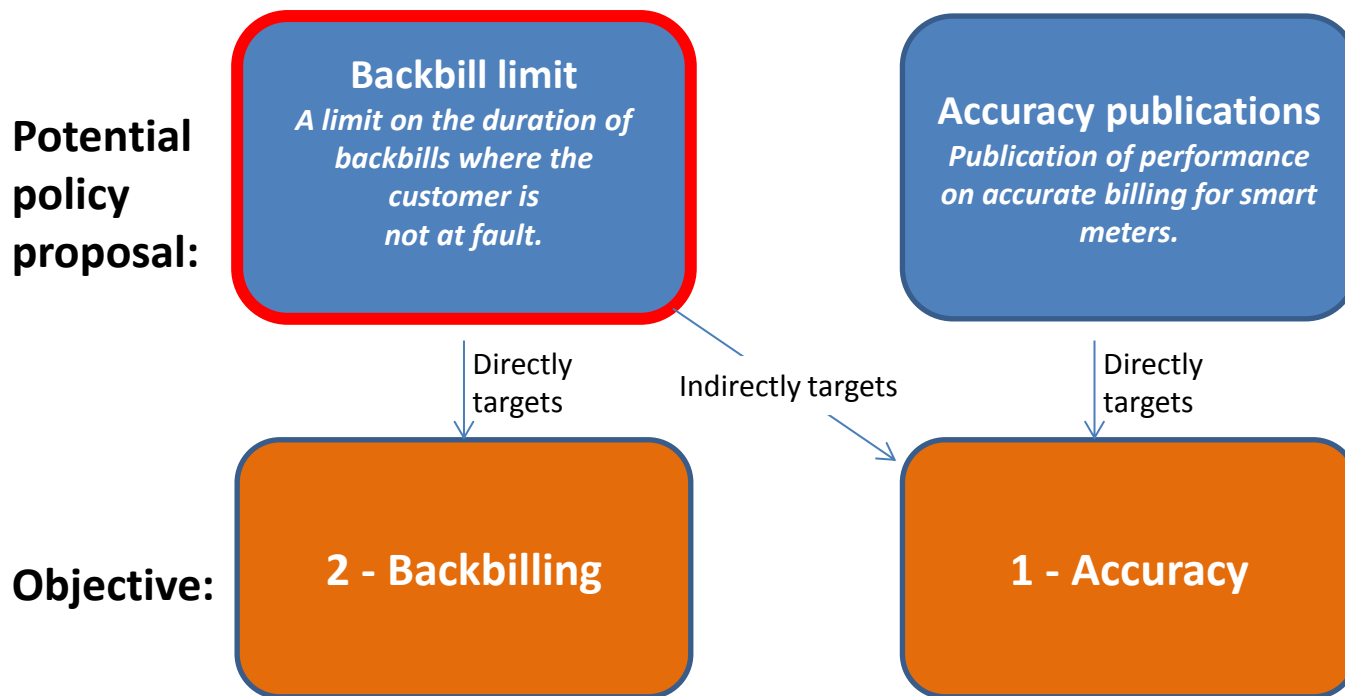 Potential
policy
proposal:
Backbill limit
A limit on the duration of
backbills where the
customer is
not at fault.
Accuracy publications
Publication of performance
on accurate billing for smart
meters.
Directly
targets
Indirectly targets
Directly
targets
Objective:
2 - Backbilling
1 - Accuracy